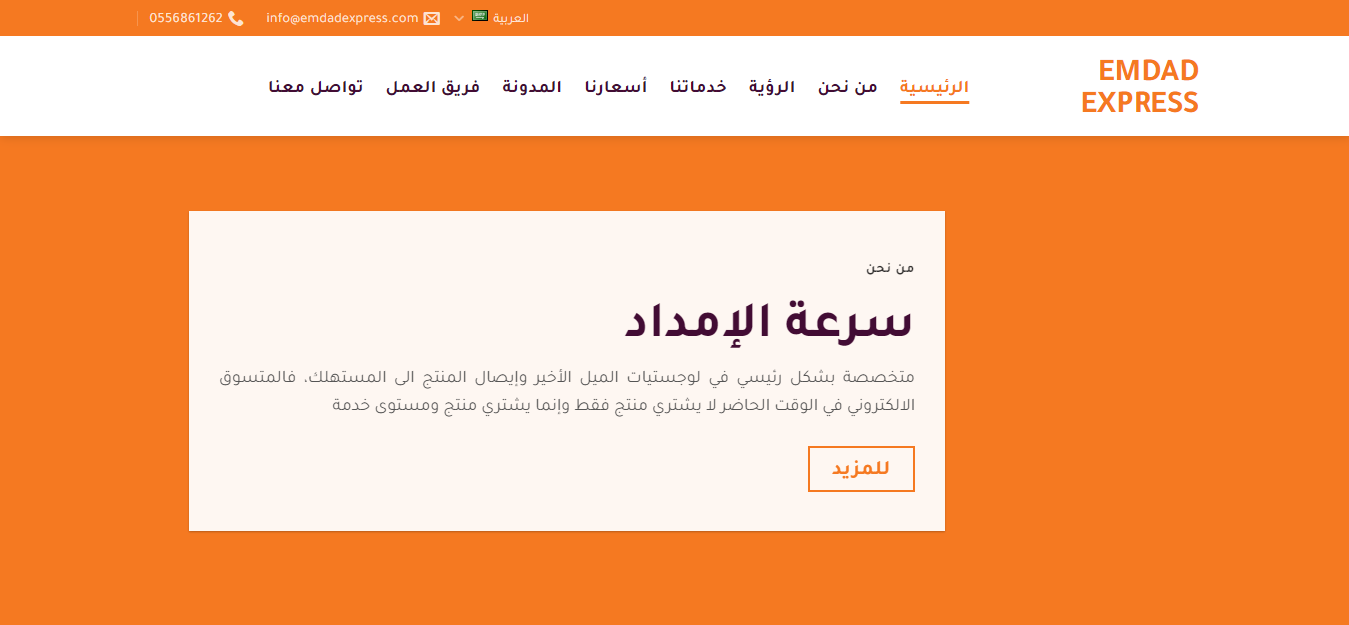 العربية
info@emdadexpress.com
0556861262
EMDAD
EXPRESS
الرئيسية من نحن الرؤية خدماتنا أسعارنا المدونة فريق العمل تواصل معنا
من نحن
سرعة الإمداد
متخصصة بشكل رئيسي في لوجستيات الميل الأخير وإيصال المنتج الى المستهلك، فالمتسوق
الالكتروني في الوقت الحاضر لا يشتري منتج فقط وإنما يشتري منتج ومستوى خدمة
للمزيد